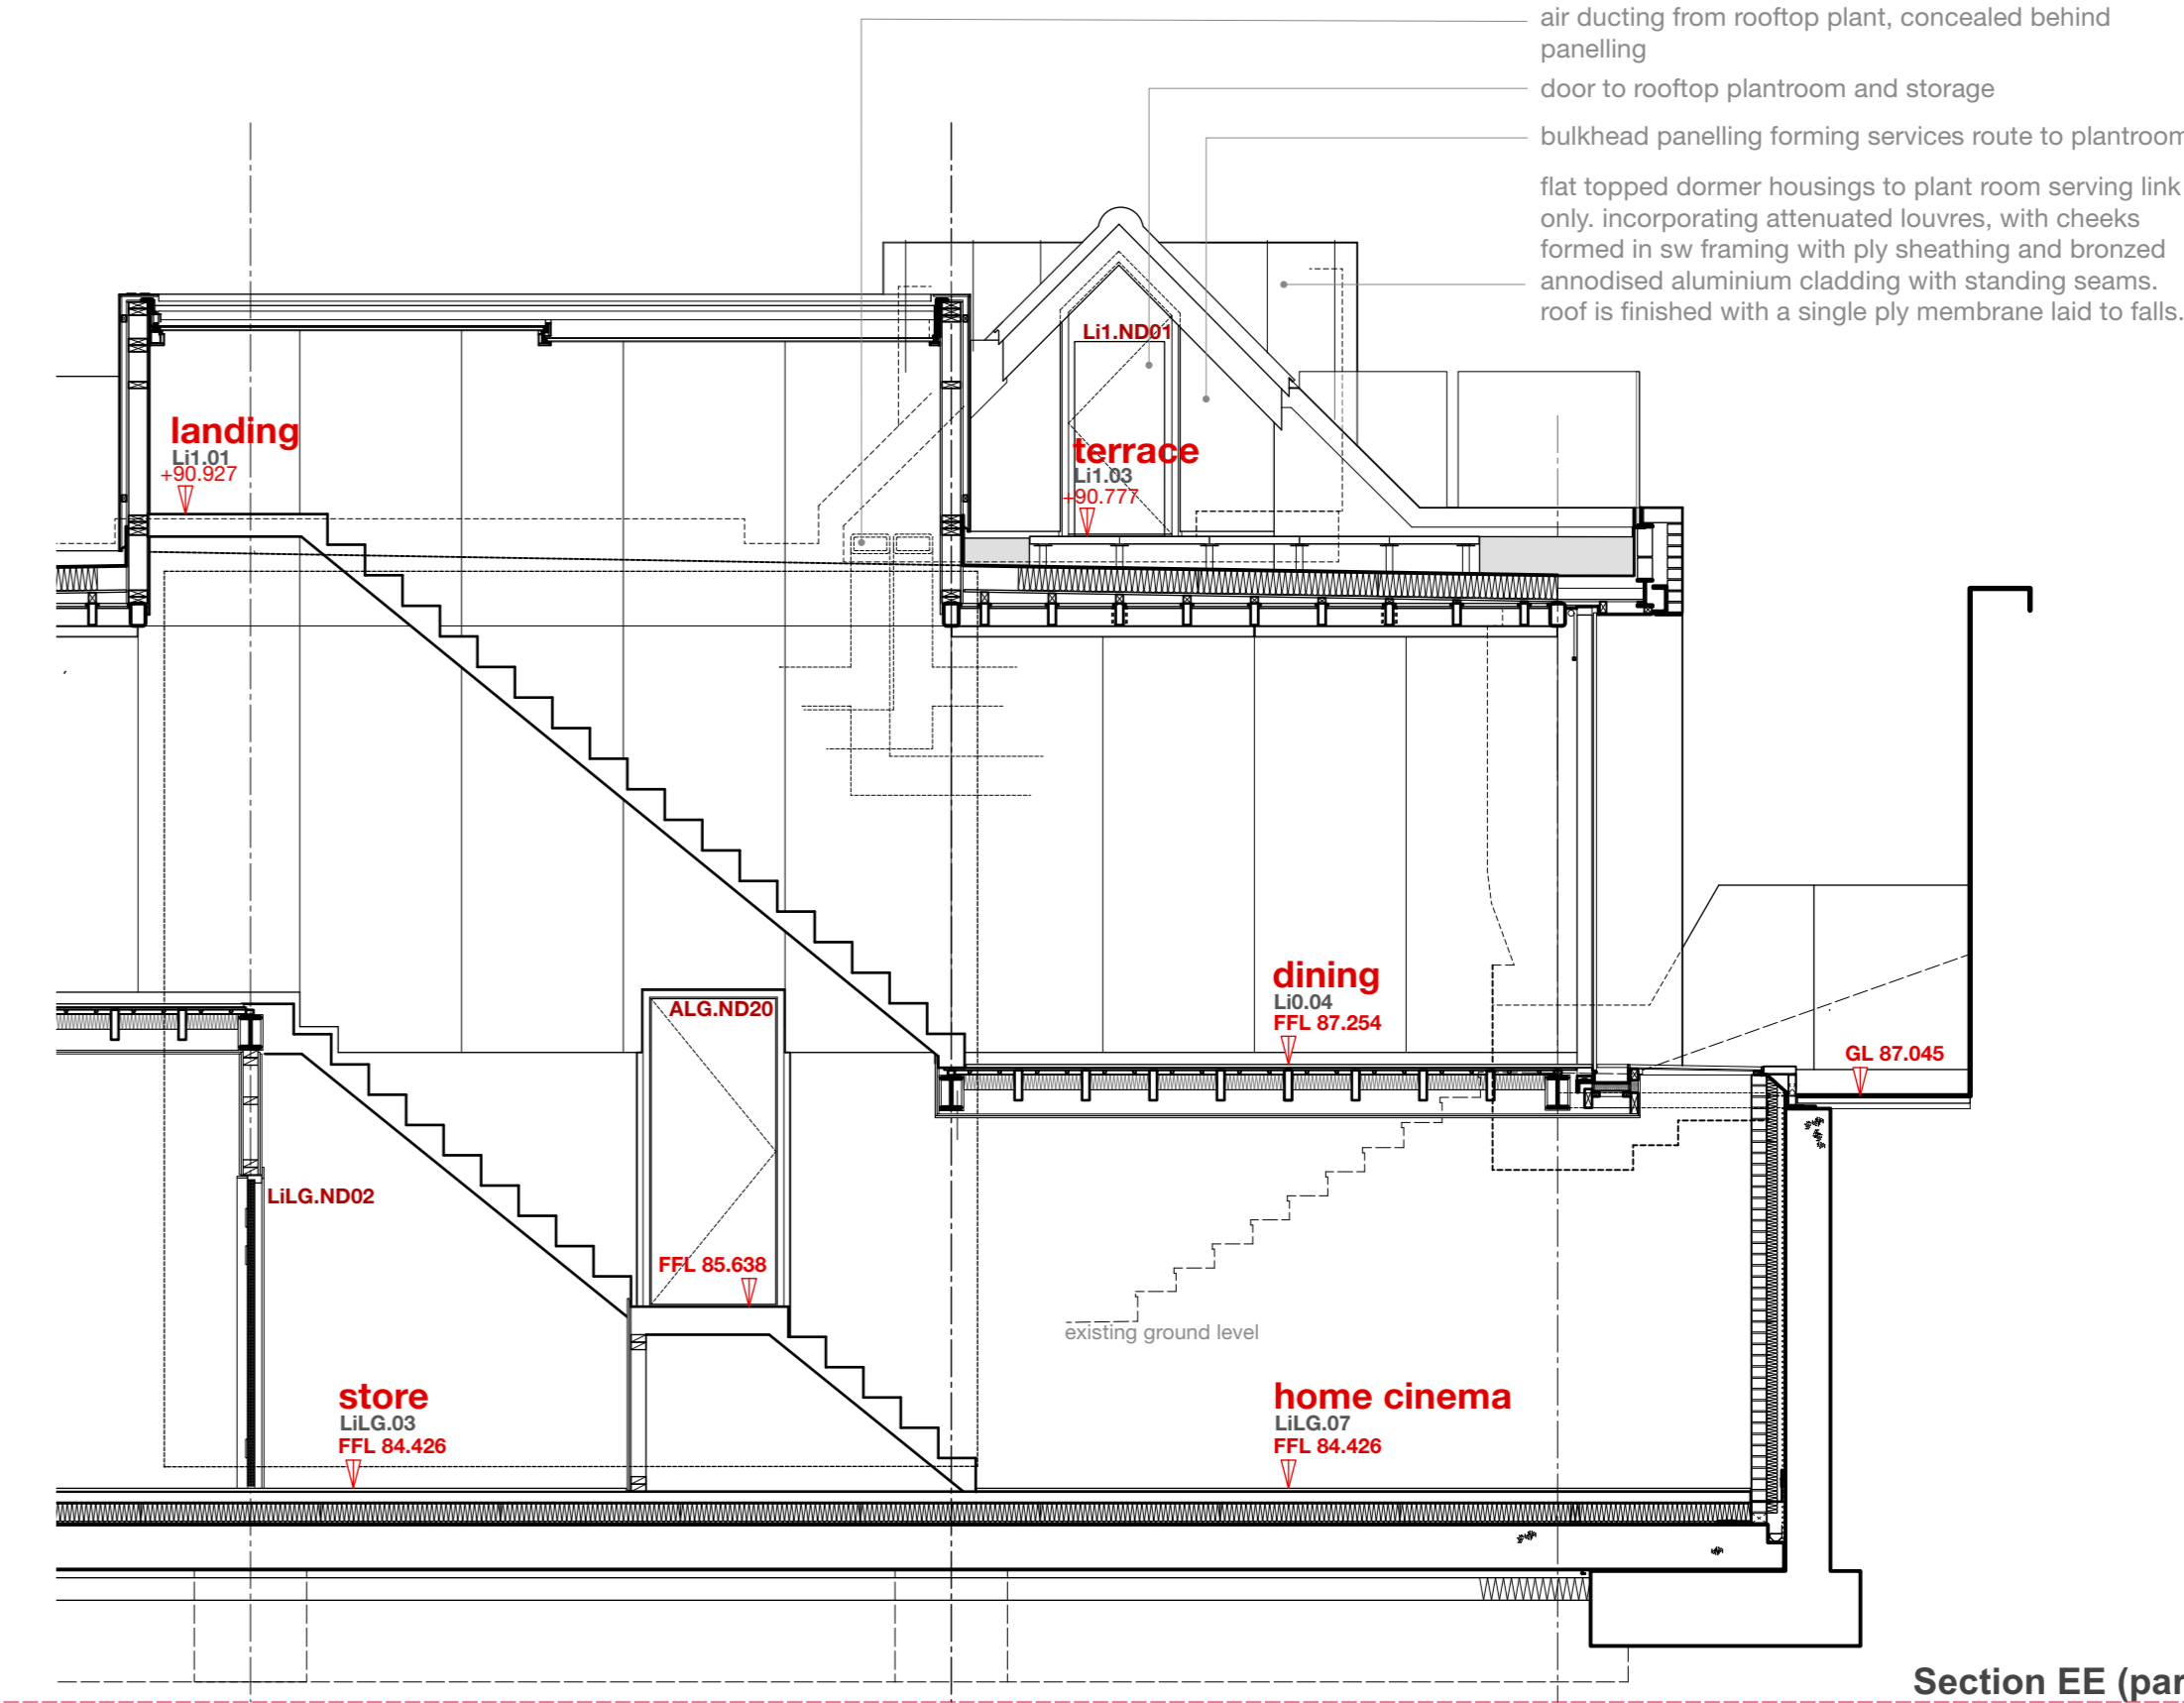 air ducting from rooftop plant, concealed behind
panelling
door to rooftop plantroom and storage
bulkhead panelling forming services route to plantroom
flat topped dormer housings to plant room serving link
only. incorporating attenuated louvres, with cheeks
formed in sw framing with ply sheathing and bronzed
annodised aluminium cladding with standing seams.
roof is finished with a single ply membrane laid to falls.
Li1.ND01
landing
Li1.01
+90.927
terrace
Li1.03
+90.777
dining
Li0.04
FFL 87.254
ALG.ND20
GL 87.045
LiLG.ND02
FFL 85.638
existing ground level
store
LiLG.03
FFL 84.426
home cinema
LiLG.07
FFL 84.426
Section EE (par